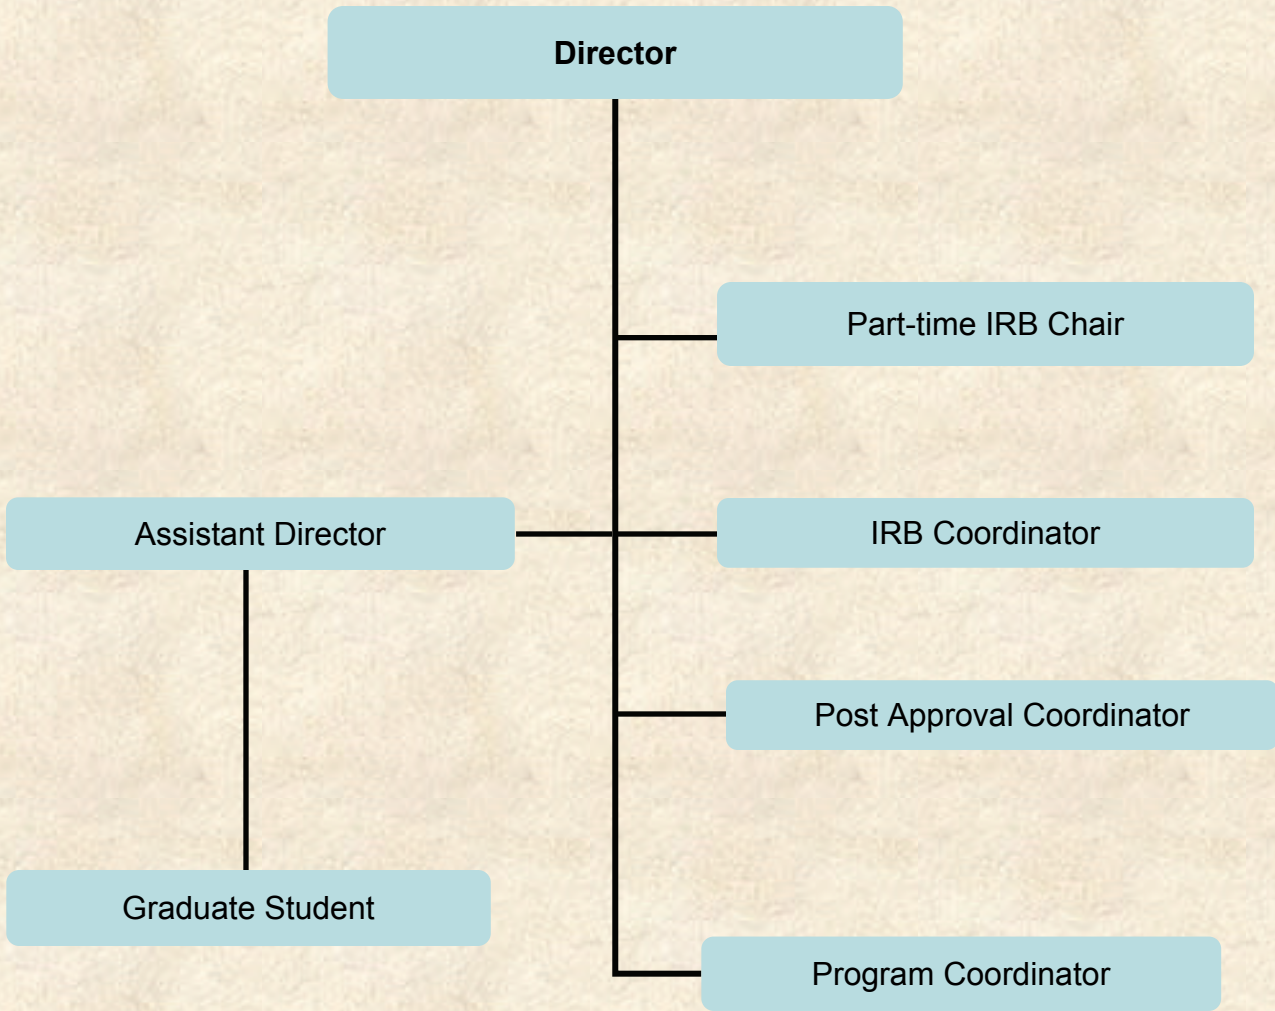 Director
Part-time IRB Chair
Assistant Director
IRB Coordinator
Post Approval Coordinator
Graduate Student
Program Coordinator